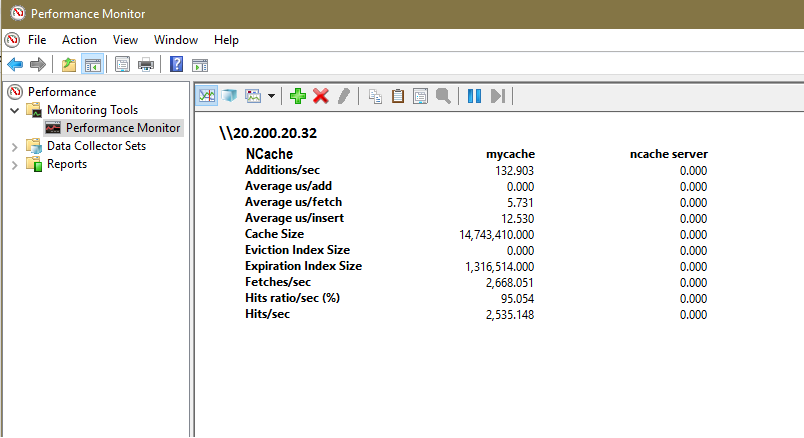 Performance Monitor
File Action View Window Help
Performance
Monitoring Tools
Performance Monitor
Data Collector Sets
Reports
\\20.200.20.32
NCache mycache ncache server
Additions/sec 132.903 0.000
Average us/add 0.000 0.000
Average us/fetch 5.731 0.000
Average us/insert 12.530 0.000
Cache Size 14,743,410.000 0.000
Eviction Index Size 0.000 0.000
Expiration Index Size 1,316,514.000 0.000
Fetches/sec 2,668.051 0.000
Hits ratio/sec (%) 95.054 0.000
Hits/sec 2,535.148 0.000